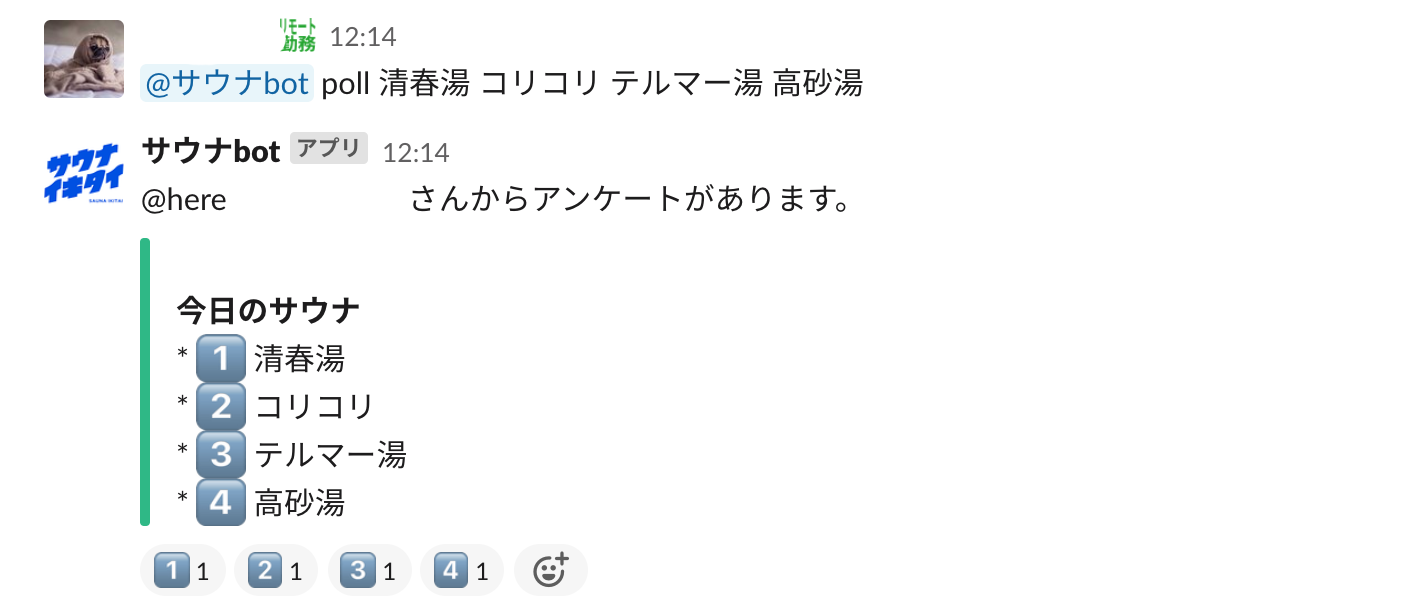 リモート勤務 12:14
@サウナbot poll 清春湯 コリコリ テルマー湯 高砂湯
サウナイキタイ
サウナbot アプリ 12:14
@here さんからアンケートがあります。
今日のサウナ
* 1 清春湯
* 2 コリコリ
* 3 テルマー湯
* 4 高砂湯
1 1 2 1 3 1 4 1